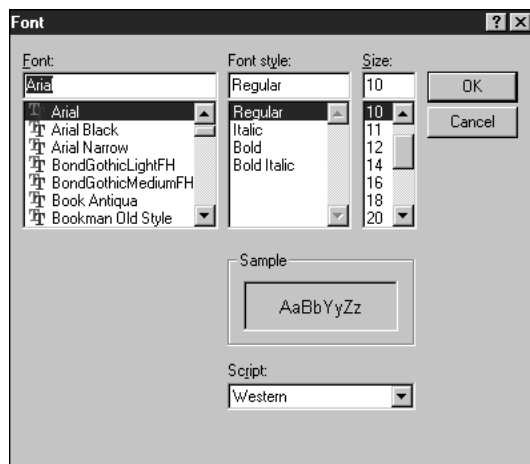 Font
Font:
Arial
Arial
Arial Black
Arial Narrow
BondGothicLightFH
BondGothicMediumFH
Book Antiqua
Bookman Old Style
Font style:
Regular
Regular
Italic
Bold
Bold Italic
Size:
10
10
11
12
14
16
18
20
OK
Cancel
Sample
AaBbYyZz
Script:
Western